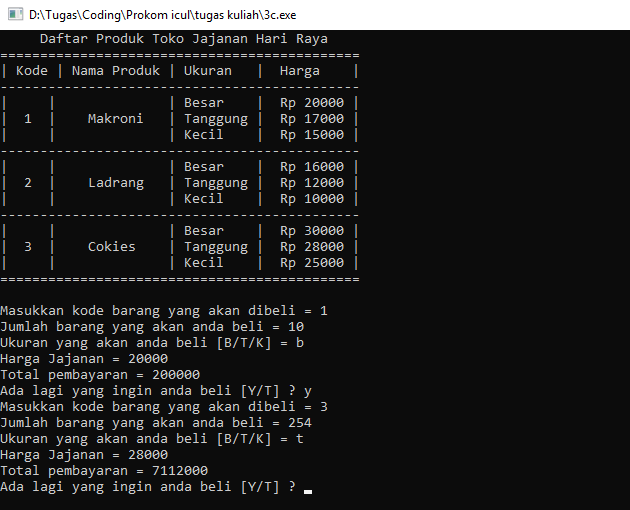 D:\Tugas\Coding\Prokom icul\tugas kuliah\3c.exe
     Daftar Produk Toko Jajanan Hari Raya
=============================================
| Kode | Nama Produk | Ukuran   |  Harga    |
---------------------------------------------
|      |             | Besar    |  Rp 20000 |
|  1   |    Makroni  | Tanggung |  Rp 17000 |
|      |             | Kecil    |  Rp 15000 |
---------------------------------------------
|      |             | Besar    |  Rp 16000 |
|  2   |    Ladrang  | Tanggung |  Rp 12000 |
|      |             | Kecil    |  Rp 10000 |
---------------------------------------------
|      |             | Besar    |  Rp 30000 |
|  3   |    Cokies   | Tanggung |  Rp 28000 |
|      |             | Kecil    |  Rp 25000 |
=============================================
Masukkan kode barang yang akan dibeli = 1
Jumlah barang yang akan anda beli = 10
Ukuran yang akan anda beli [B/T/K] = b
Harga Jajanan = 20000
Total pembayaran = 200000
Ada lagi yang ingin anda beli [Y/T] ? y
Masukkan kode barang yang akan dibeli = 3
Jumlah barang yang akan anda beli = 254
Ukuran yang akan anda beli [B/T/K] = t
Harga Jajanan = 28000
Total pembayaran = 7112000
Ada lagi yang ingin anda beli [Y/T] ? _